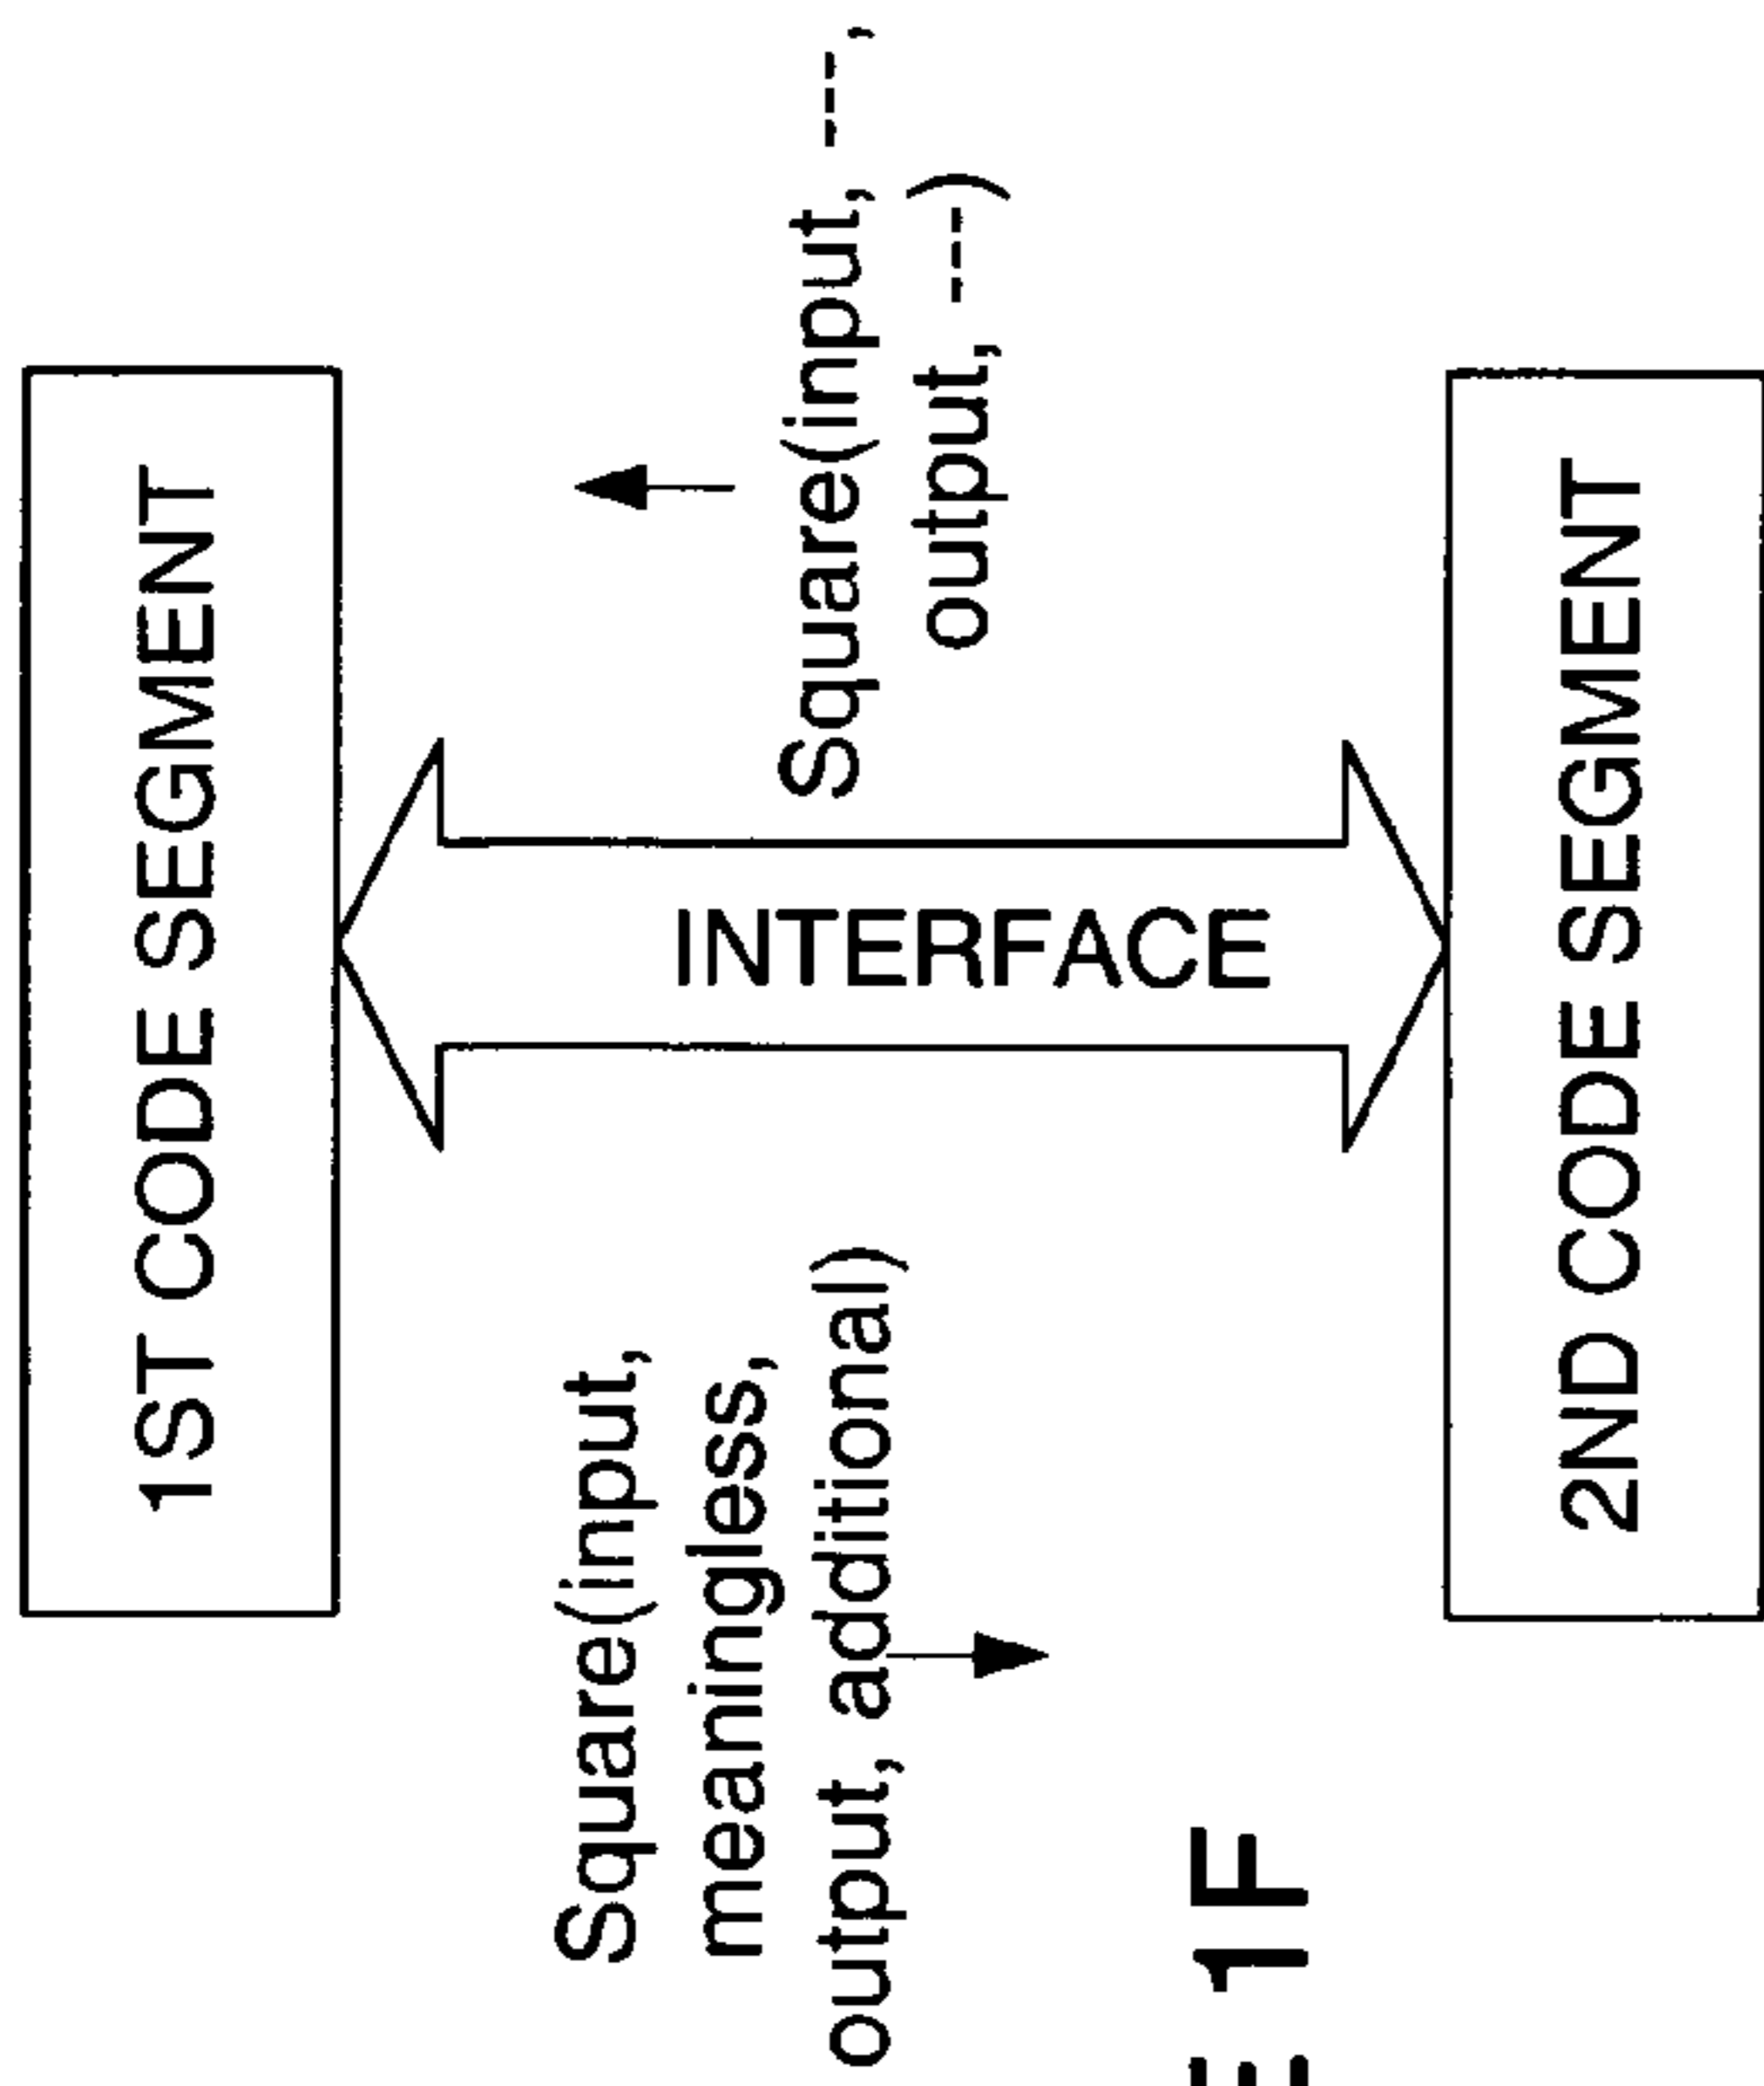 1ST CODE SEGMENT
Square(input,
meaningless,
output, additional)
INTERFACE
Square(input, ---,
output, ---)
1F
2ND CODE SEGMENT